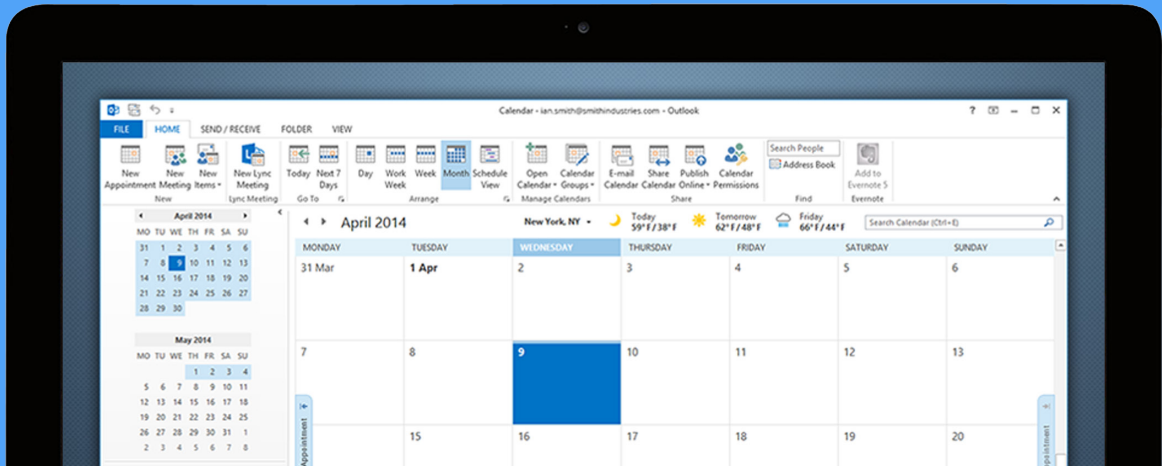 Calendar - ian.smith@smithindustries.com - Outlook
FILE HOME SEND / RECEIVE FOLDER VIEW
New Appointment
New Meeting
New Items
New
New Lync Meeting
Lync Meeting
Today
Next 7 Days
Go To
Day
Work Week
Week
Month
Schedule View
Arrange
Open Calendar
Calendar Groups
Manage Calendars
E-mail Calendar
Share Calendar
Publish Online
Calendar Permissions
Share
Search People
Address Book
Find
Add to Evernote 5
Evernote
April 2014
MO TU WE TH FR SA SU
31 1 2 3 4 5 6
7 8 9 10 11 12 13
14 15 16 17 18 19 20
21 22 23 24 25 26 27
28 29 30
May 2014
MO TU WE TH FR SA SU
1 2 3 4
5 6 7 8 9 10 11
12 13 14 15 16 17 18
19 20 21 22 23 24 25
26 27 28 29 30 31 1
2 3 4 5 6 7 8
April 2014
New York, NY
Today
59°F/38°F
Tomorrow
62°F/48°F
Friday
66°F/44°F
Search Calendar (Ctrl+E)
MONDAY TUESDAY WEDNESDAY THURSDAY FRIDAY SATURDAY SUNDAY
31 Mar 1 Apr 2 3 4 5 6
7 8 9 10 11 12 13
15 16 17 18 19 20
Appointment